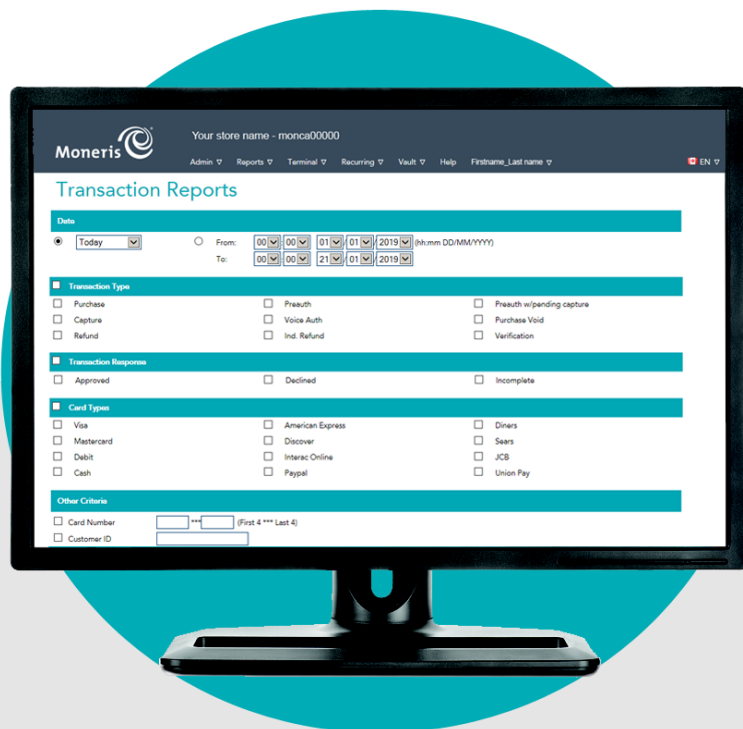 Moneris
Your store name - monca00000
Admin Reports Terminal Recurring Vault Help Firstname_Last name EN
Transaction Reports
Date
Today From: 00 : 00 01 / 01 / 2019 (hh:mm DD/MM/YYYY)
To: 00 : 00 21 / 01 / 2019
Transaction Type
Purchase Preauth Preauth w/pending capture
Capture Voice Auth Purchase Void
Refund Ind. Refund Verification
Transaction Response
Approved Declined Incomplete
Card Types
Visa American Express Diners
Mastercard Discover Sears
Debit Interac Online JCB
Cash Paypal Union Pay
Other Criteria
Card Number *** (First 4 *** Last 4)
Customer ID